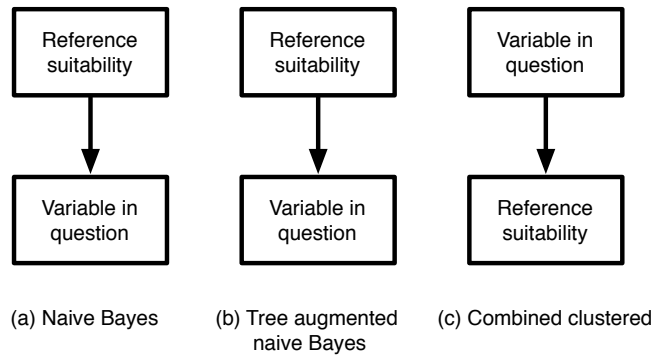 Reference
suitability
Variable in
question
(a) Naive Bayes
Reference
suitability
Variable in
question
(b) Tree augmented
naive Bayes
Variable in
question
Reference
suitability
(c) Combined clustered